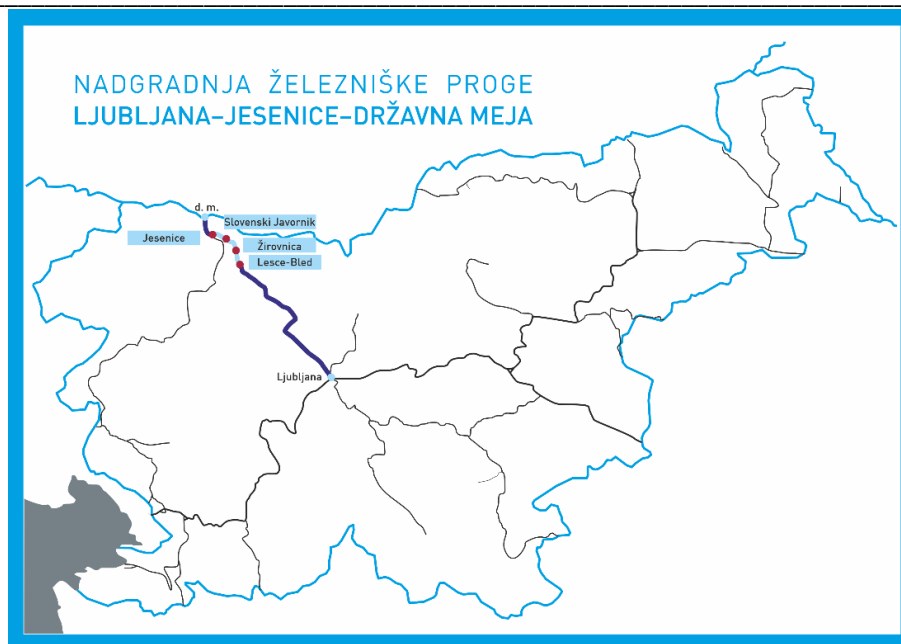 NADGRADNJA ŽELEZNIŠKE PROGE
LJUBLJANA–JESENICE–DRŽAVNA MEJA
d. m.
Slovenski Javornik
Jesenice
Žirovnica
Lesce-Bled
Ljubljana